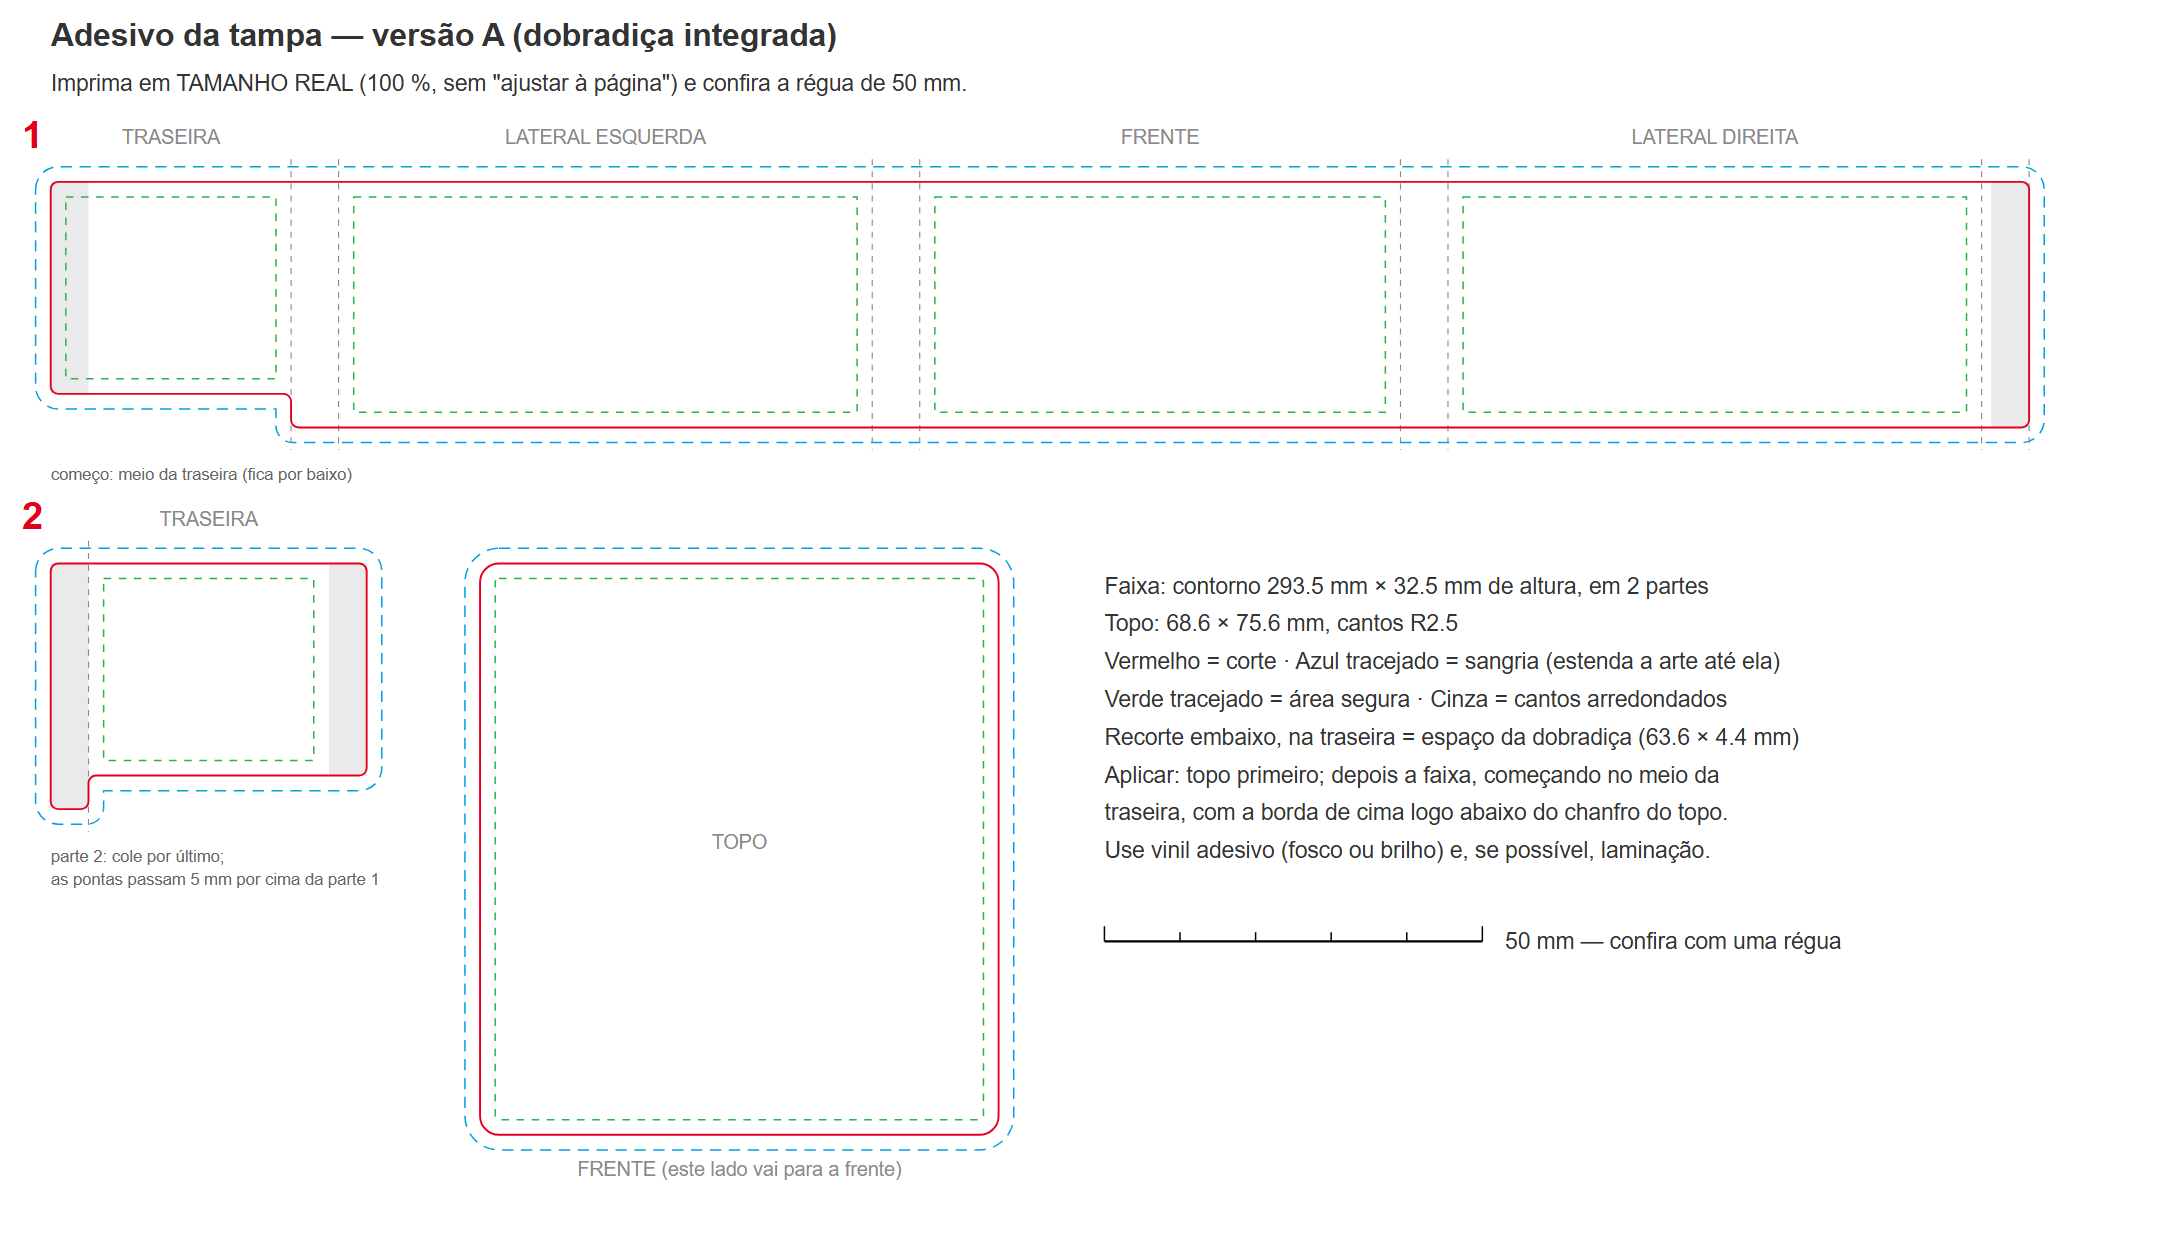 Adesivo da tampa — versão A (dobradiça integrada)
Imprima em TAMANHO REAL (100 %, sem "ajustar à página") e confira a régua de 50 mm.
1
TRASEIRA
LATERAL ESQUERDA
FRENTE
LATERAL DIREITA
começo: meio da traseira (fica por baixo)
2
TRASEIRA
parte 2: cole por último;
as pontas passam 5 mm por cima da parte 1
TOPO
FRENTE (este lado vai para a frente)
Faixa: contorno 293.5 mm × 32.5 mm de altura, em 2 partes
Topo: 68.6 × 75.6 mm, cantos R2.5
Vermelho = corte · Azul tracejado = sangria (estenda a arte até ela)
Verde tracejado = área segura · Cinza = cantos arredondados
Recorte embaixo, na traseira = espaço da dobradiça (63.6 × 4.4 mm)
Aplicar: topo primeiro; depois a faixa, começando no meio da
traseira, com a borda de cima logo abaixo do chanfro do topo.
Use vinil adesivo (fosco ou brilho) e, se possível, laminação.
50 mm — confira com uma régua